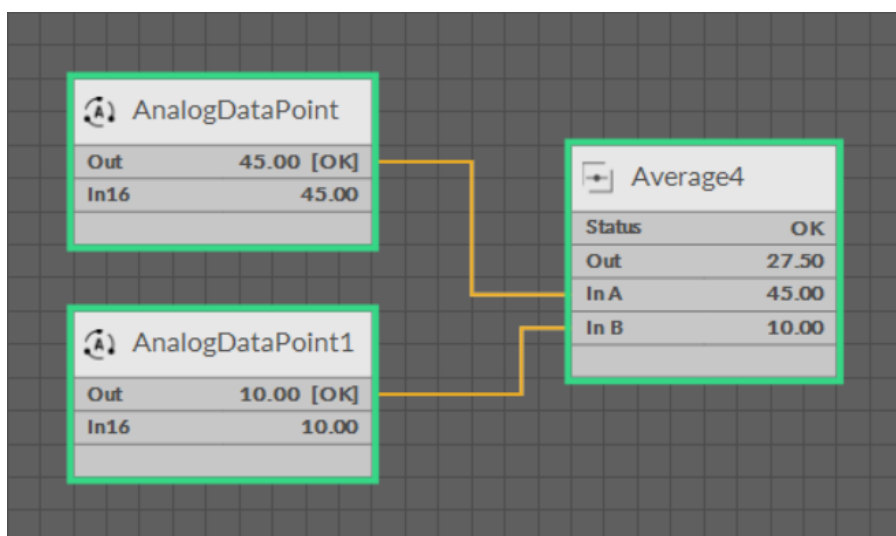 AnalogDataPoint
Out 45.00 [OK]
In16 45.00
AnalogDataPoint1
Out 10.00 [OK]
In16 10.00
Average4
Status OK
Out 27.50
In A 45.00
In B 10.00